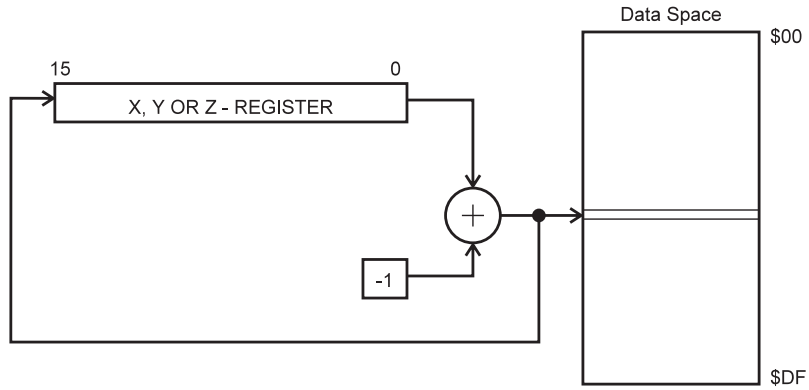 Data Space
$00
15
0
X, Y OR Z - REGISTER
+
-1
$DF